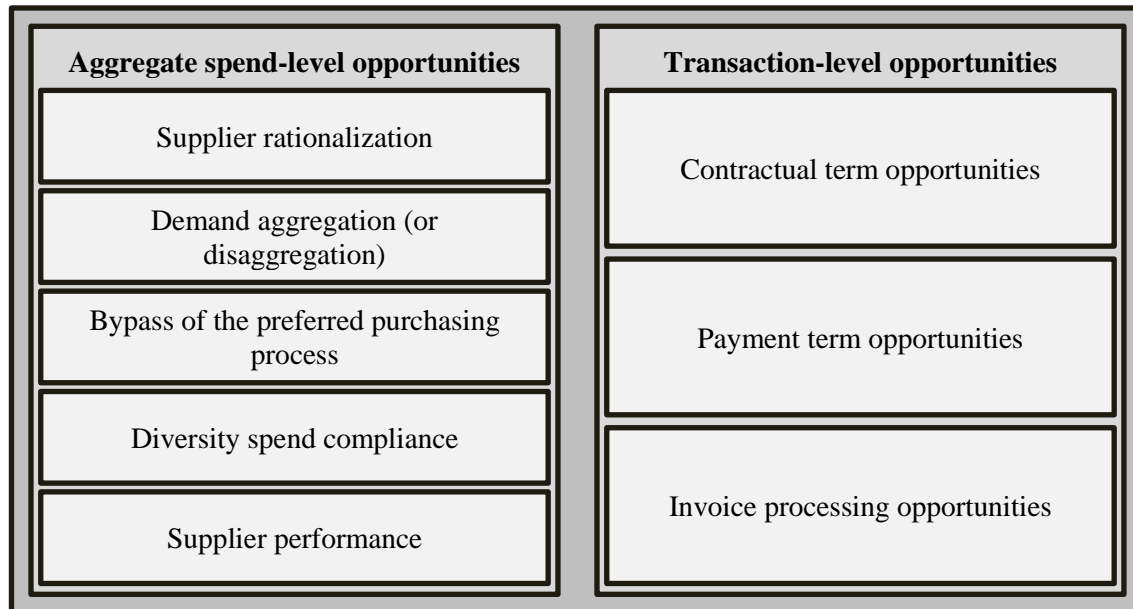 Aggregate spend-level opportunities
Supplier rationalization
Demand aggregation (or
disaggregation)
Bypass of the preferred purchasing
process
Diversity spend compliance
Supplier performance
Transaction-level opportunities
Contractual term opportunities
Payment term opportunities
Invoice processing opportunities